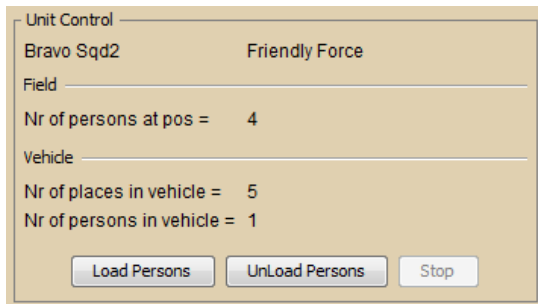 Unit Control
Bravo Sqd2 Friendly Force
Field
Nr of persons at pos = 4
Vehicle
Nr of places in vehicle = 5
Nr of persons in vehicle = 1
Load Persons UnLoad Persons Stop